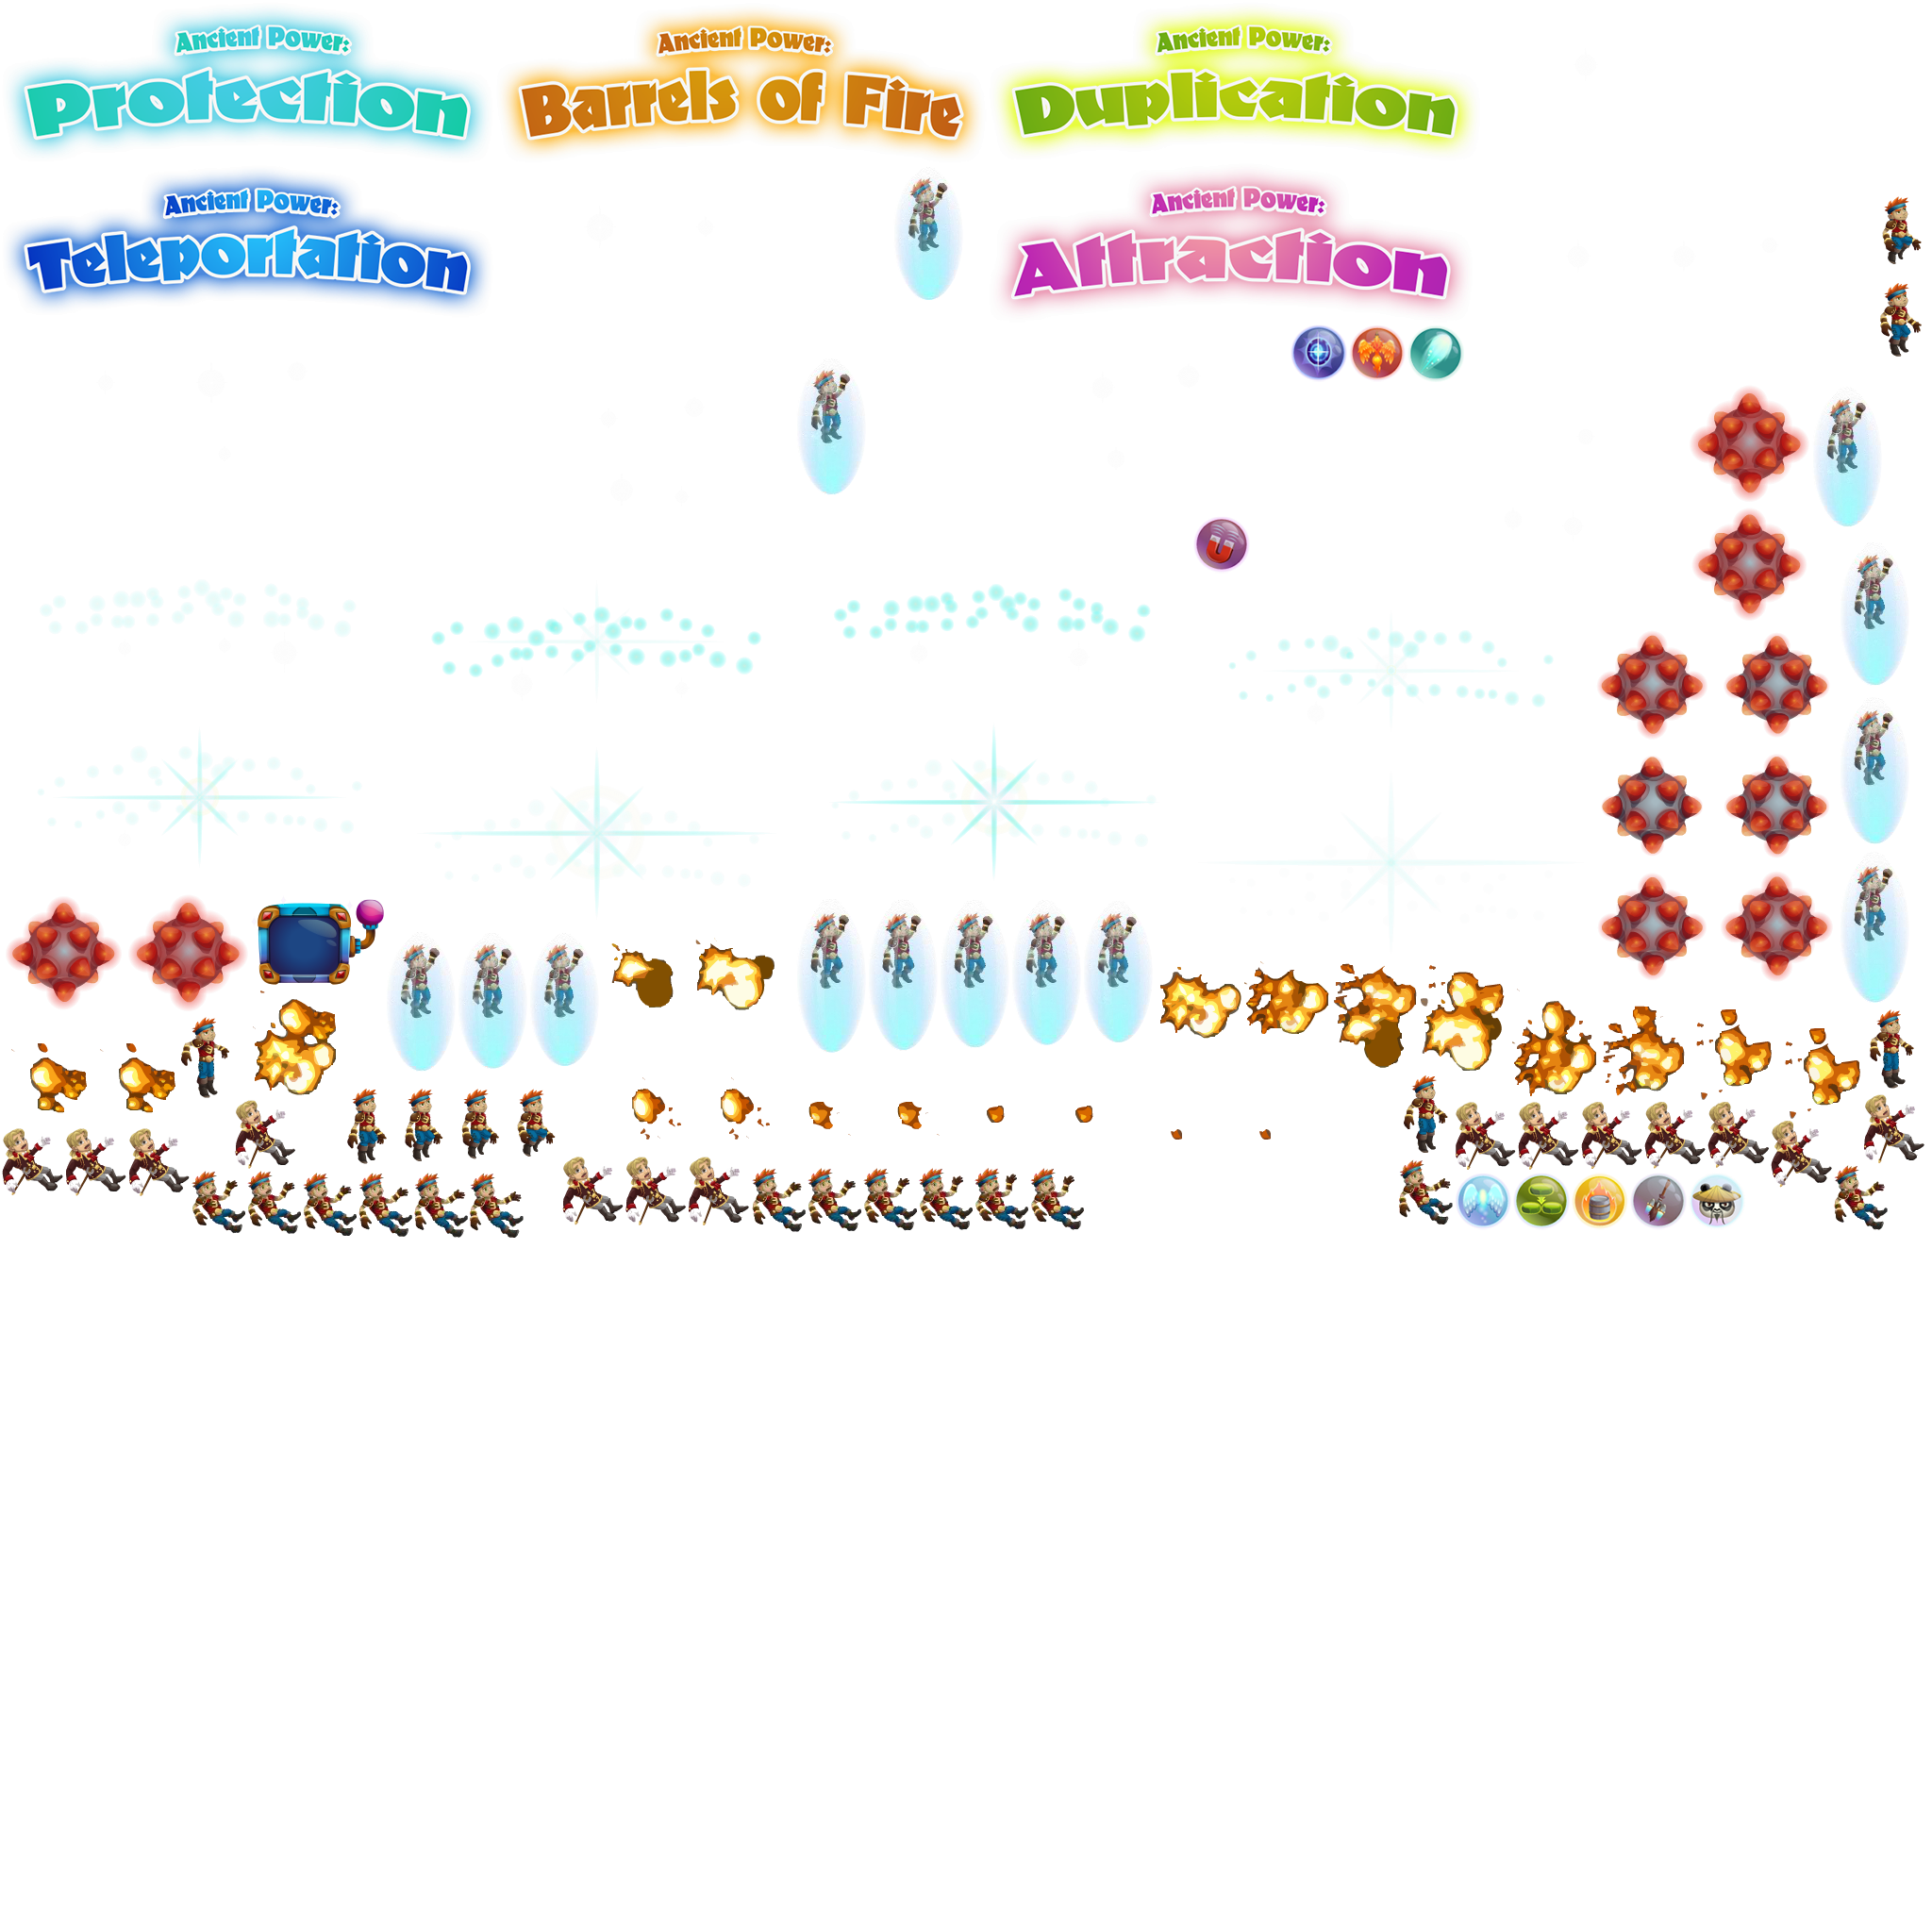 Ancient Power:
Protection
Ancient Power:
Barrels of Fire
Ancient Power:
Duplication
Ancient Power:
Teleportation
Ancient Power:
Attraction